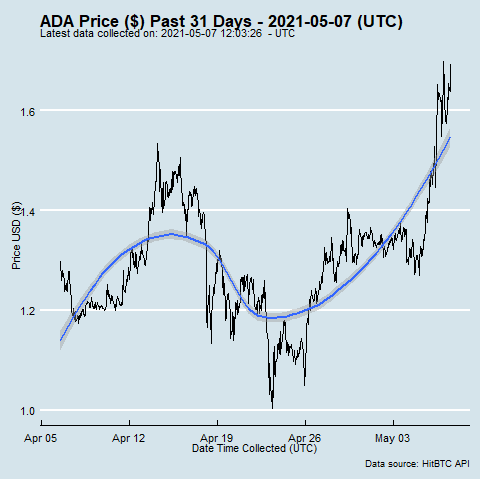 ADA Price ($) Past 31 Days - 2021-05-07 (UTC)
Latest data collected on: 2021-05-07 12:03:26 - UTC
Price USD ($)
1.6
1.4
1.2
1.0
Apr 05 Apr 12 Apr 19 Apr 26 May 03
Date Time Collected (UTC)
Data source: HitBTC API